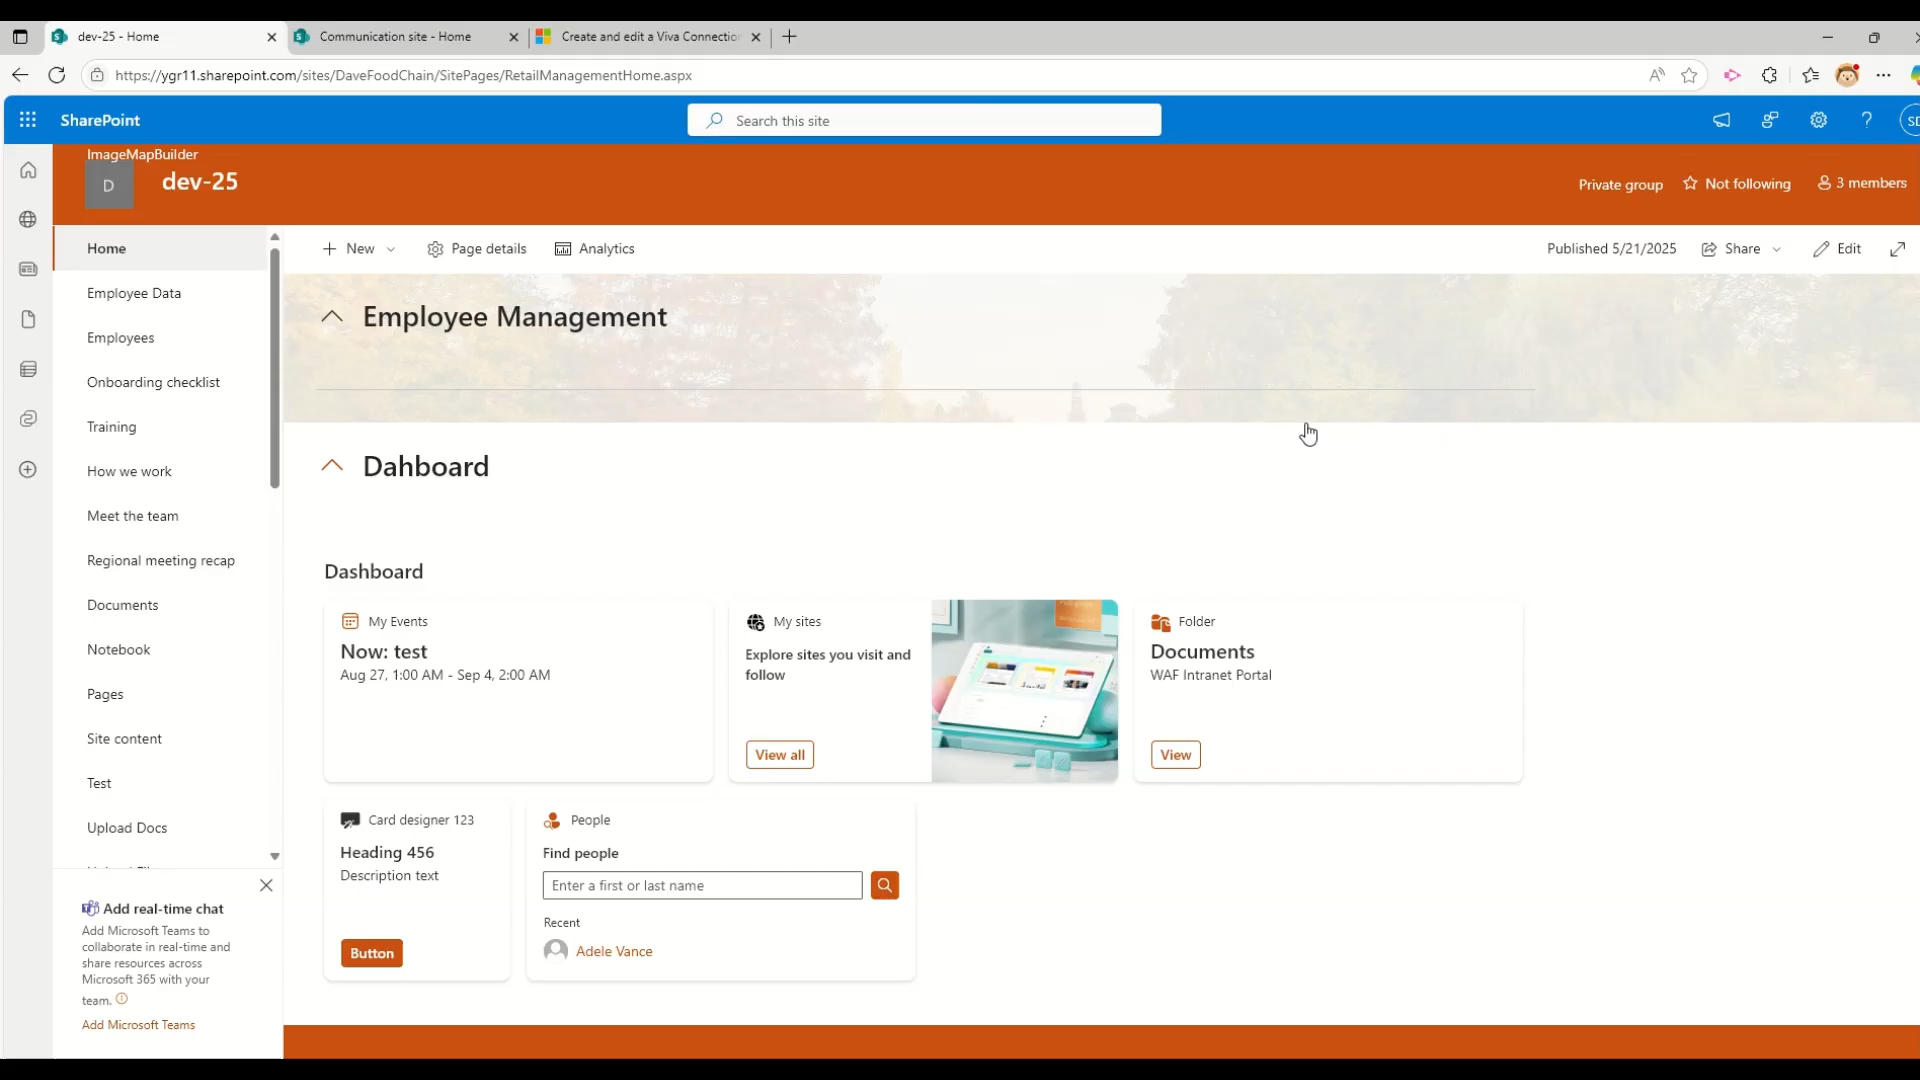 dev-25 - Home
Communication site - Home
Create and edit a Viva Connectio
https://ygr11.sharepoint.com/sites/DaveFoodChain/SitePages/RetailManagementHome.aspx
SharePoint
Search this site
SD
ImageMapBuilder
D
dev-25
Private group
Not following
3 members
Home
Employee Data
Employees
Onboarding checklist
Training
How we work
Meet the team
Regional meeting recap
Documents
Notebook
Pages
Site content
Test
Upload Docs
Add real-time chat
Add Microsoft Teams to
collaborate in real-time and
share resources across
Microsoft 365 with your
team.
Add Microsoft Teams
New
Page details
Analytics
Published 5/21/2025
Share
Edit
Employee Management
Dahboard
Dashboard
My Events
Now: test
Aug 27, 1:00 AM - Sep 4, 2:00 AM
My sites
Explore sites you visit and
follow
View all
Folder
Documents
WAF Intranet Portal
View
Card designer 123
Heading 456
Description text
Button
People
Find people
Enter a first or last name
Recent
Adele Vance